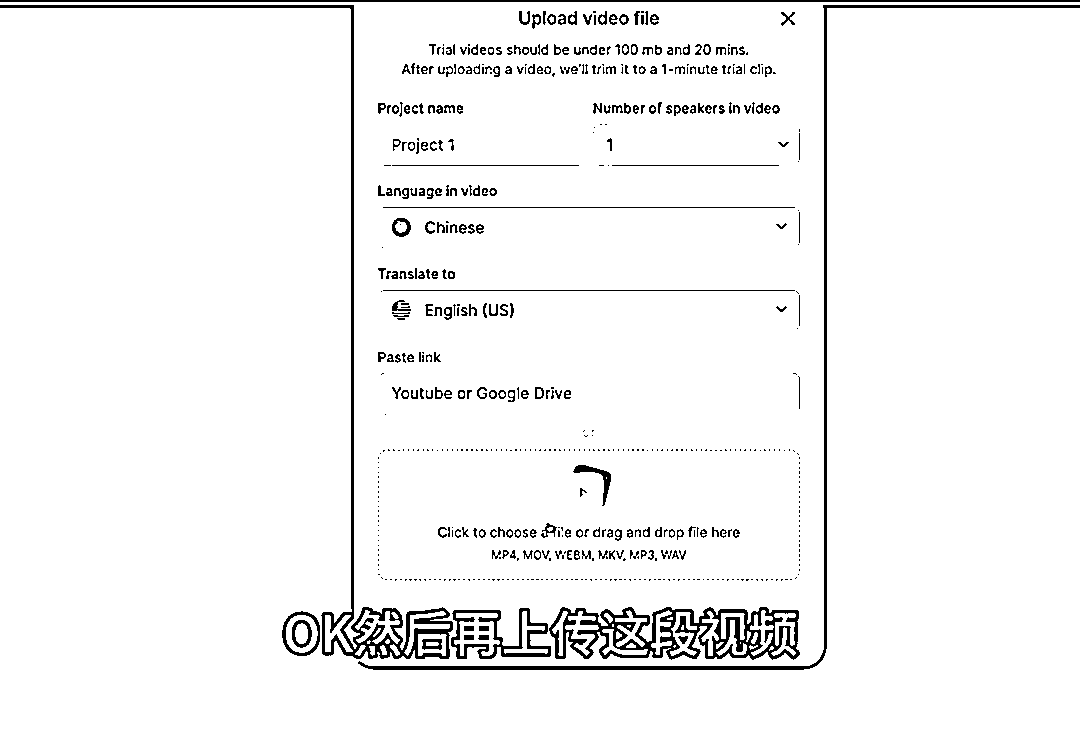 Upload video file
Trial videos should be under 100 mb and 20 mins.
After uploading a video, we'll trim it to a 1-minute trial clip.
Project name
Number of speakers in video
Project 1
1
Language in video
Chinese
Translate to
English (US)
Paste link
Youtube or Google Drive
or
Click to choose a file or drag and drop file here
MP4, MOV, WEBM, MKV, MP3, WAV
OK然后再上传这段视频